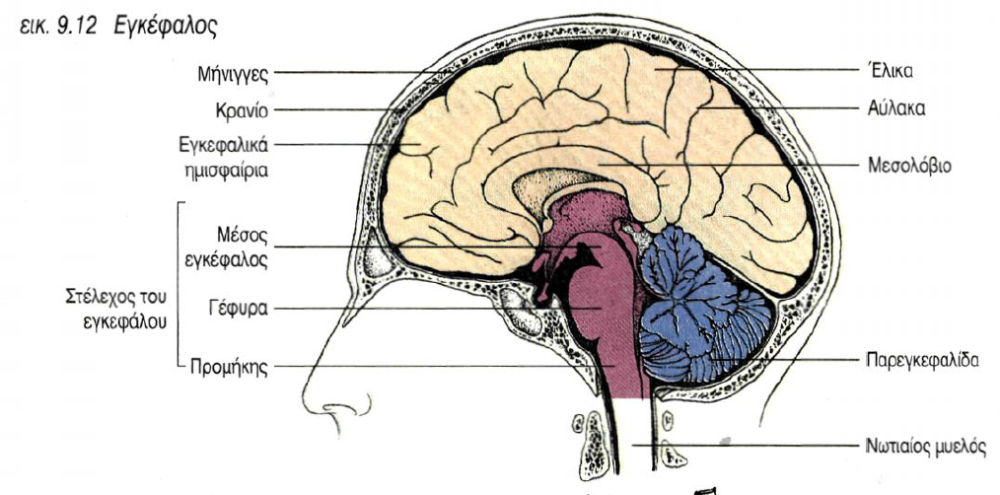 εικ. 9.12 Εγκέφαλος
Μήνιγγες
Κρανίο
Εγκεφαλικά
ημισφαίρια
Μέσος
εγκέφαλος
Στέλεχος του
εγκεφάλου
Γέφυρα
Προμήκης
Έλικα
Αύλακα
Μεσολόβιο
Παρεγκεφαλίδα
Νωτιαίος μυελός